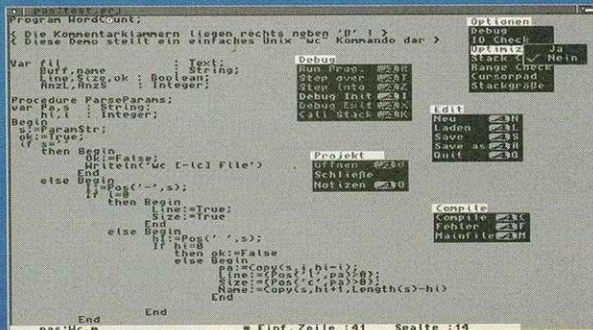 pas:test.prj
Program WordCount;
{ Die Kommentarklammern liegen rechts neben 'B' ! }
{ Diese Demo stellt ein einfaches Unix 'wc' Kommando dar }
Var fil : Text;
Buff,name : String;
Line,Size,ok : Boolean;
AnzL,AnzS : Integer;
Procedure ParseParams;
var Pa,s : String;
hi,i : Integer;
Begin
s:=ParamStr;
ok:=True;
if s=''
then Begin
Ok:=False;
Writeln('Wc [-lc] File')
End
else Begin
i:=Pos('-',s);
If i=0
then Begin
Line:=True;
Size:=True
End
else Begin
hI:=Pos(' ',s);
If hi=0
then ok:=False
else Begin
pa:=Copy(s,i,hi-i);
Line:=(Pos('l',pa)>0);
Size:=(Pos('c',pa)>0);
Name:=Copy(s,hi+1,Length(s)-hi)
End
End
End
Debug
Run Prog. R
Step over T
Step into Z
Debug Init I
Debug Exit X
Call Stack K
Projekt
Öffnen
Schließe
Notizen O
Optionen
Debug
IO Check
Optimiz
Stack C
Range Check
Cursorpad
Stackgröße
Ja
✓ Nein
Edit
Neu N
Laden L
Save S
Save as A
Quit Q
Compile
Compile C
Fehler F
Mainfile M
pas:Wc.m * Einf. Zeile :41 Spalte :14